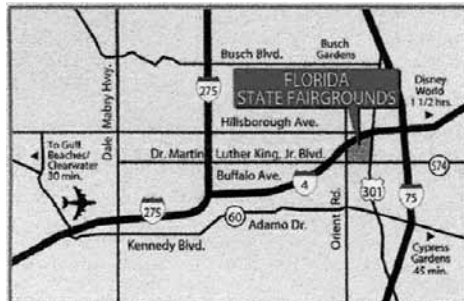 Busch Blvd.
Busch
Gardens
275
FLORIDA
STATE FAIRGROUNDS
Disney
World
1 1/2 hrs.
Dale Mabry Hwy.
Hillsborough Ave.
To Gulf
Beaches/
Clearwater
30 min.
Dr. Martin Luther King, Jr. Blvd.
574
Buffalo Ave.
4
301
75
275
60
Adamo Dr.
Orient Rd.
Kennedy Blvd.
Cypress
Gardens
45 min.